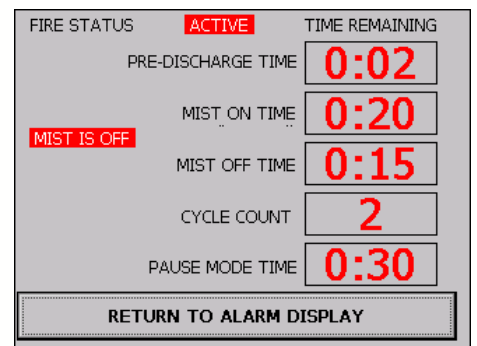 FIRE STATUS ACTIVE TIME REMAINING
PRE-DISCHARGE TIME 0:02
MIST ON TIME 0:20
MIST IS OFF
MIST OFF TIME 0:15
CYCLE COUNT 2
PAUSE MODE TIME 0:30
RETURN TO ALARM DISPLAY